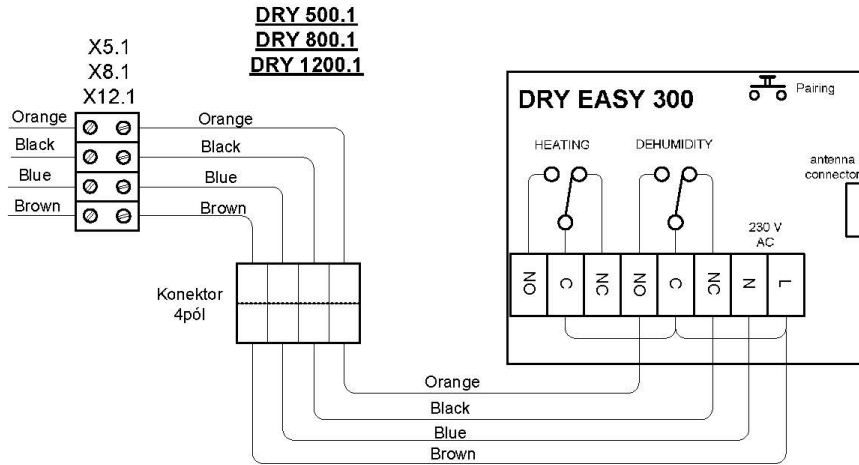 DRY 500.1
DRY 800.1
DRY 1200.1
X5.1
X8.1
X12.1
Orange
Orange
Black
Black
Blue
Blue
Brown
Brown
Konektor
4pól
DRY EASY 300
Pairing
HEATING
DEHUMIDITY
antenna
connector
230 V
AC
NO
C
NC
NO
C
NC
N
L
Orange
Black
Blue
Brown